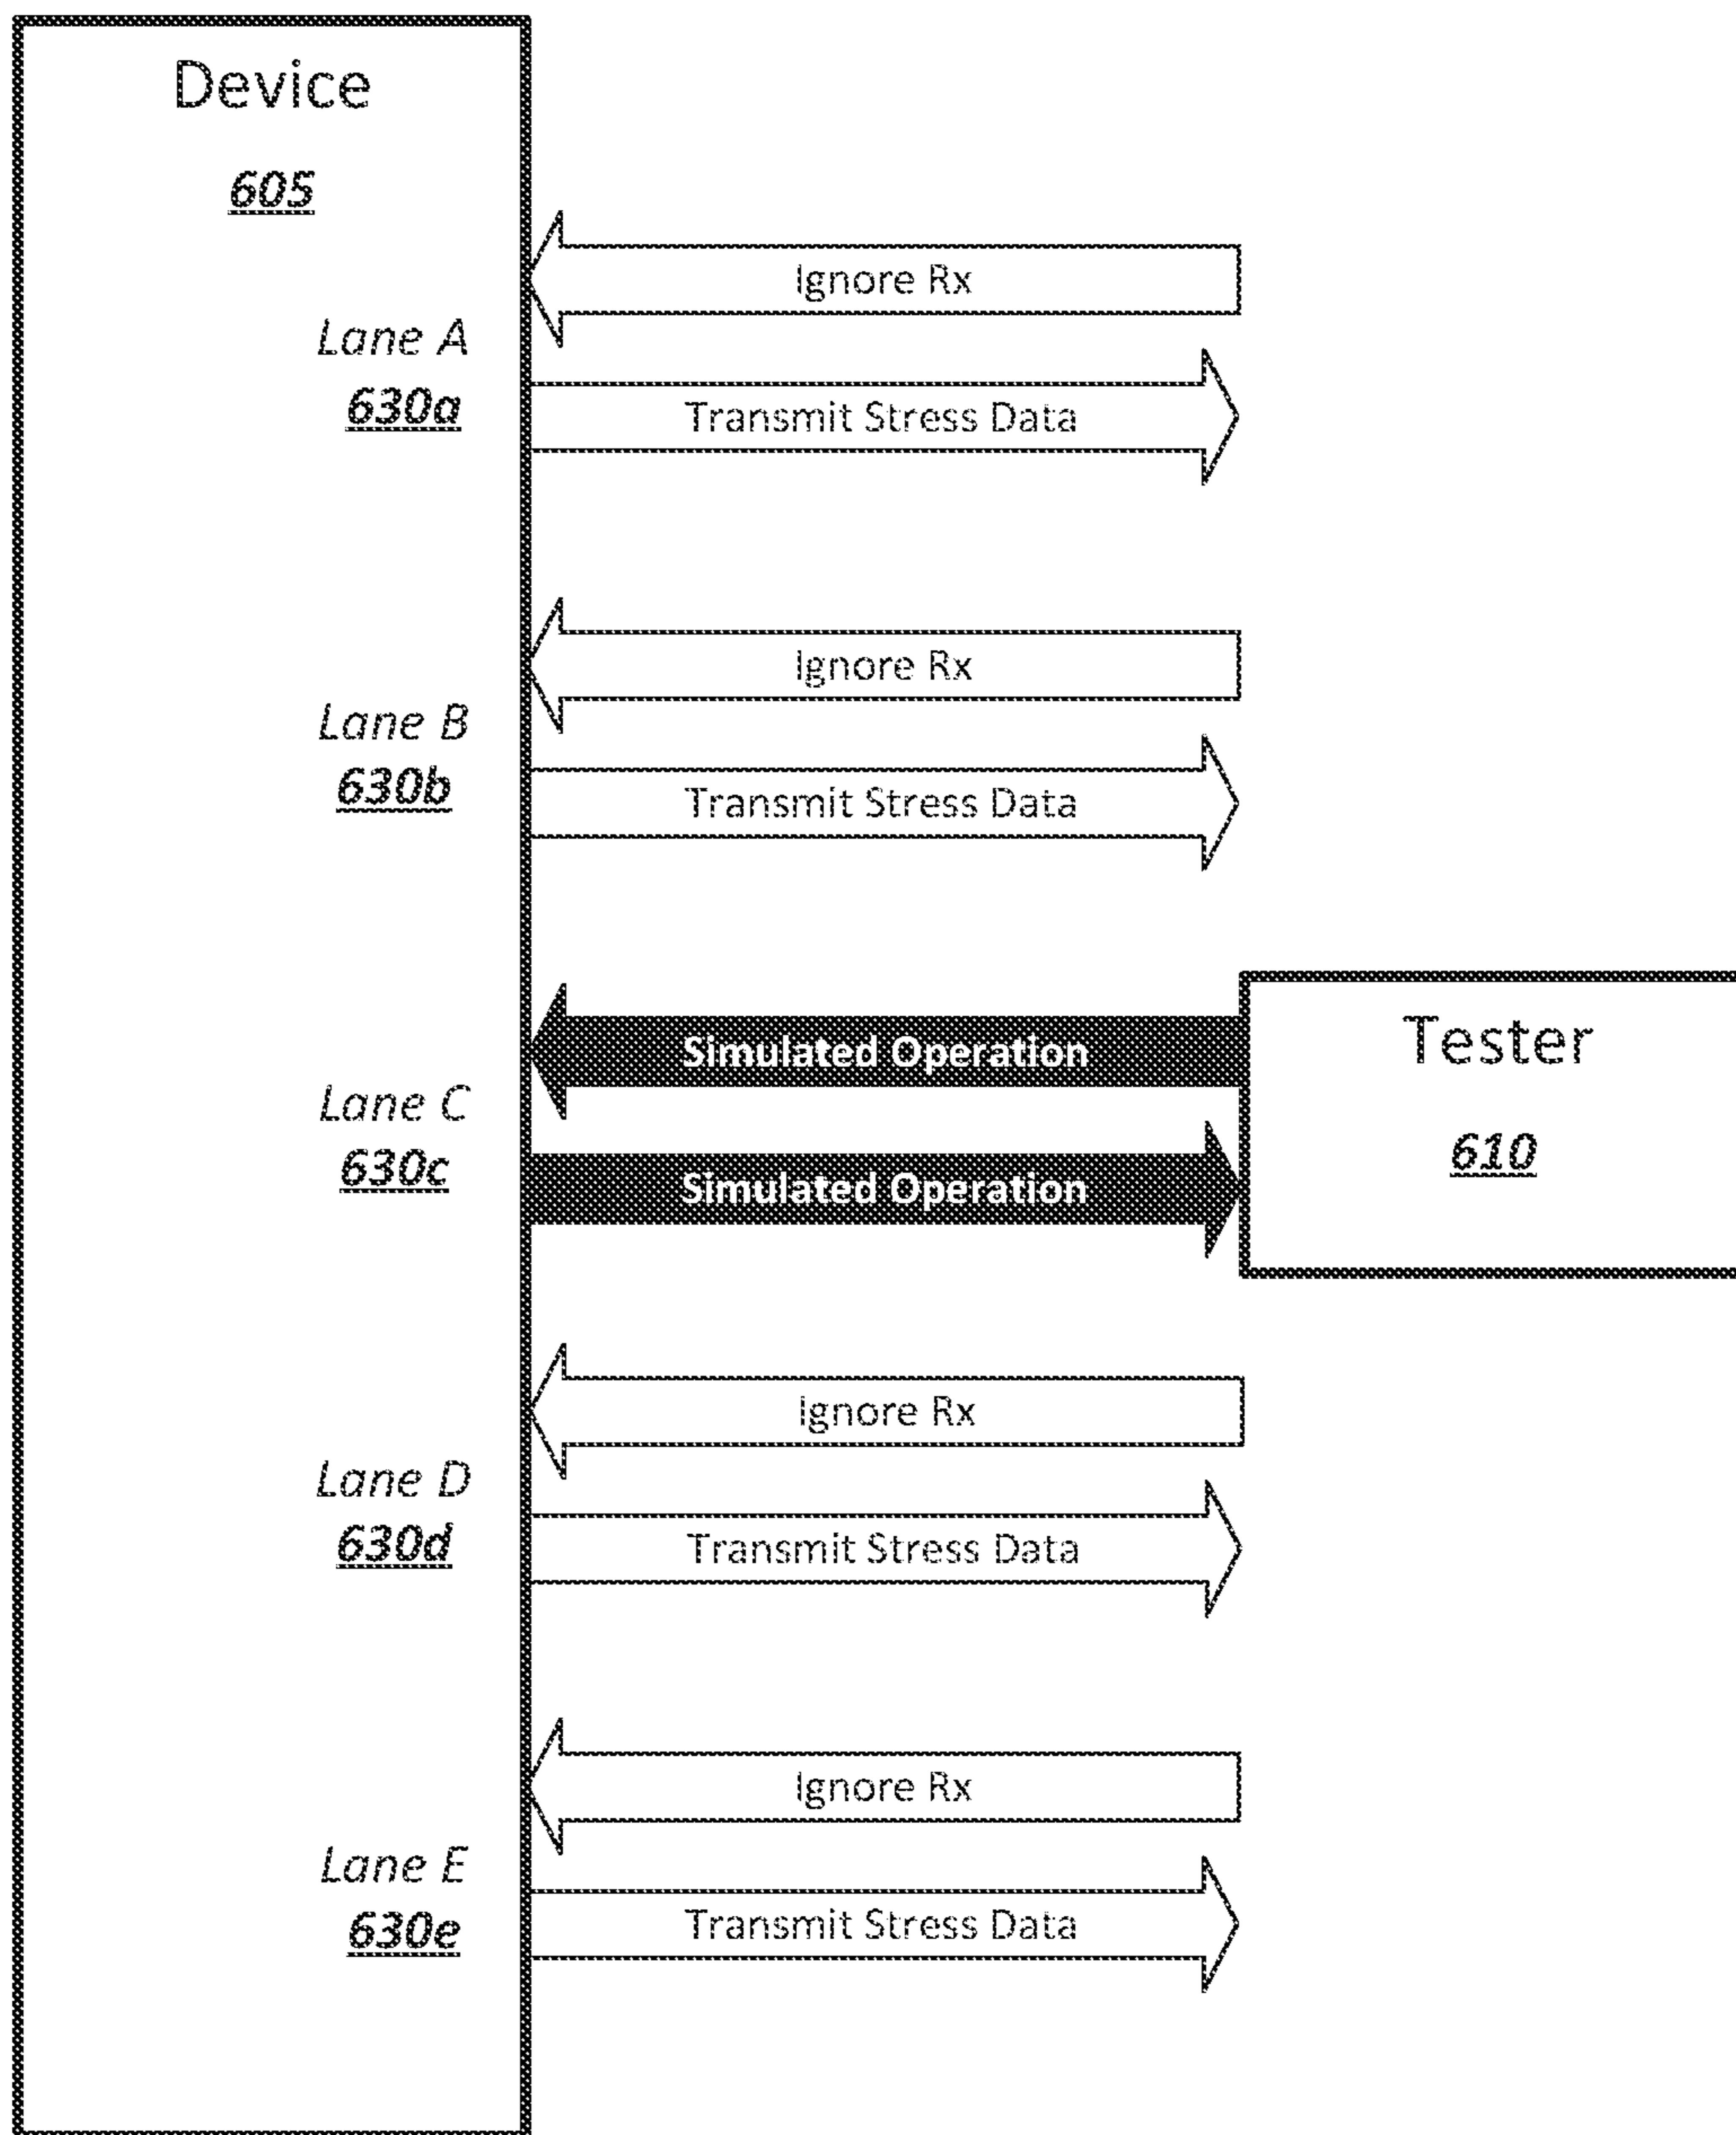 Device
605
Ignore Rx
Lane A
630a
Transmit Stress Data
Ignore Rx
Lane B
630b
Transmit Stress Data
Simulated Operation
Tester
Lane C
630c
610
Simulated Operation
Ignore Rx
Lane D
630d
Transmit Stress Data
Ignore Rx
Lane E
630e
Transmit Stress Data